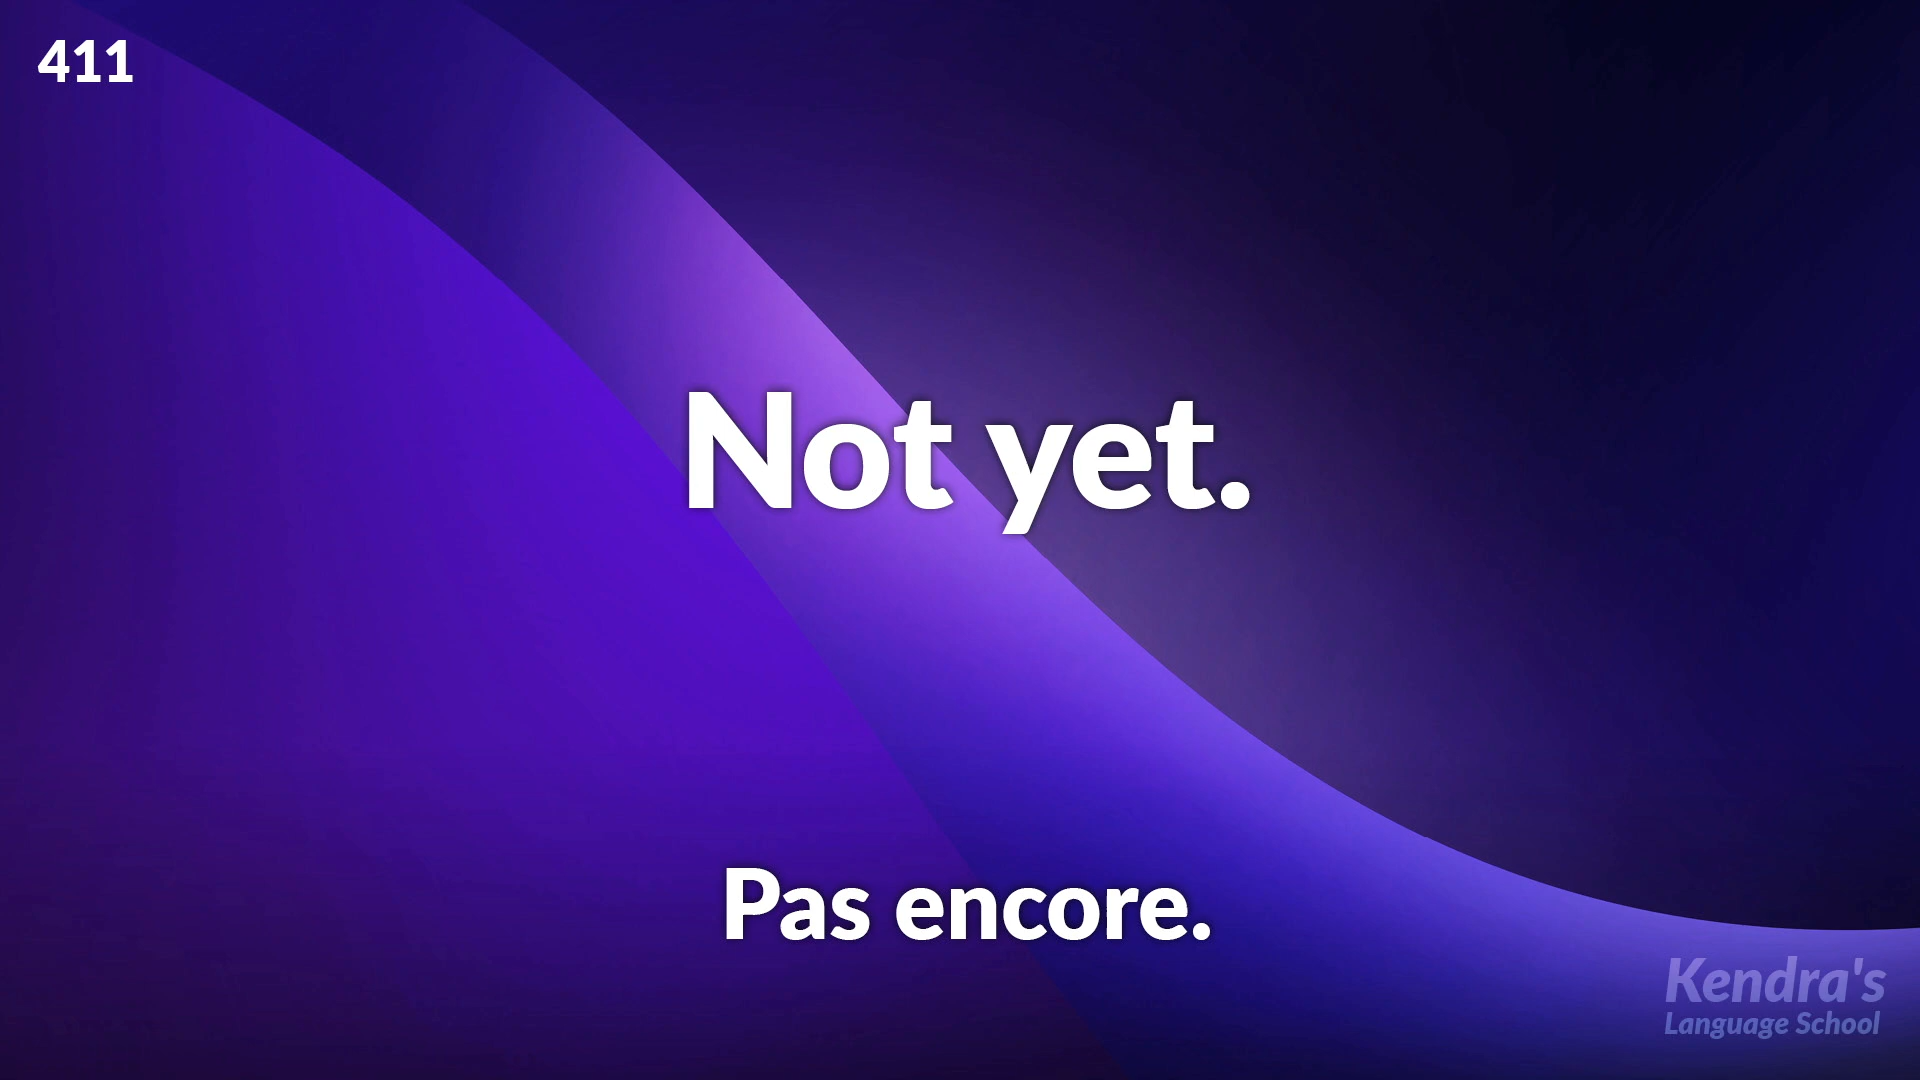 411
Not yet.
Pas encore.
Kendra's
Language School